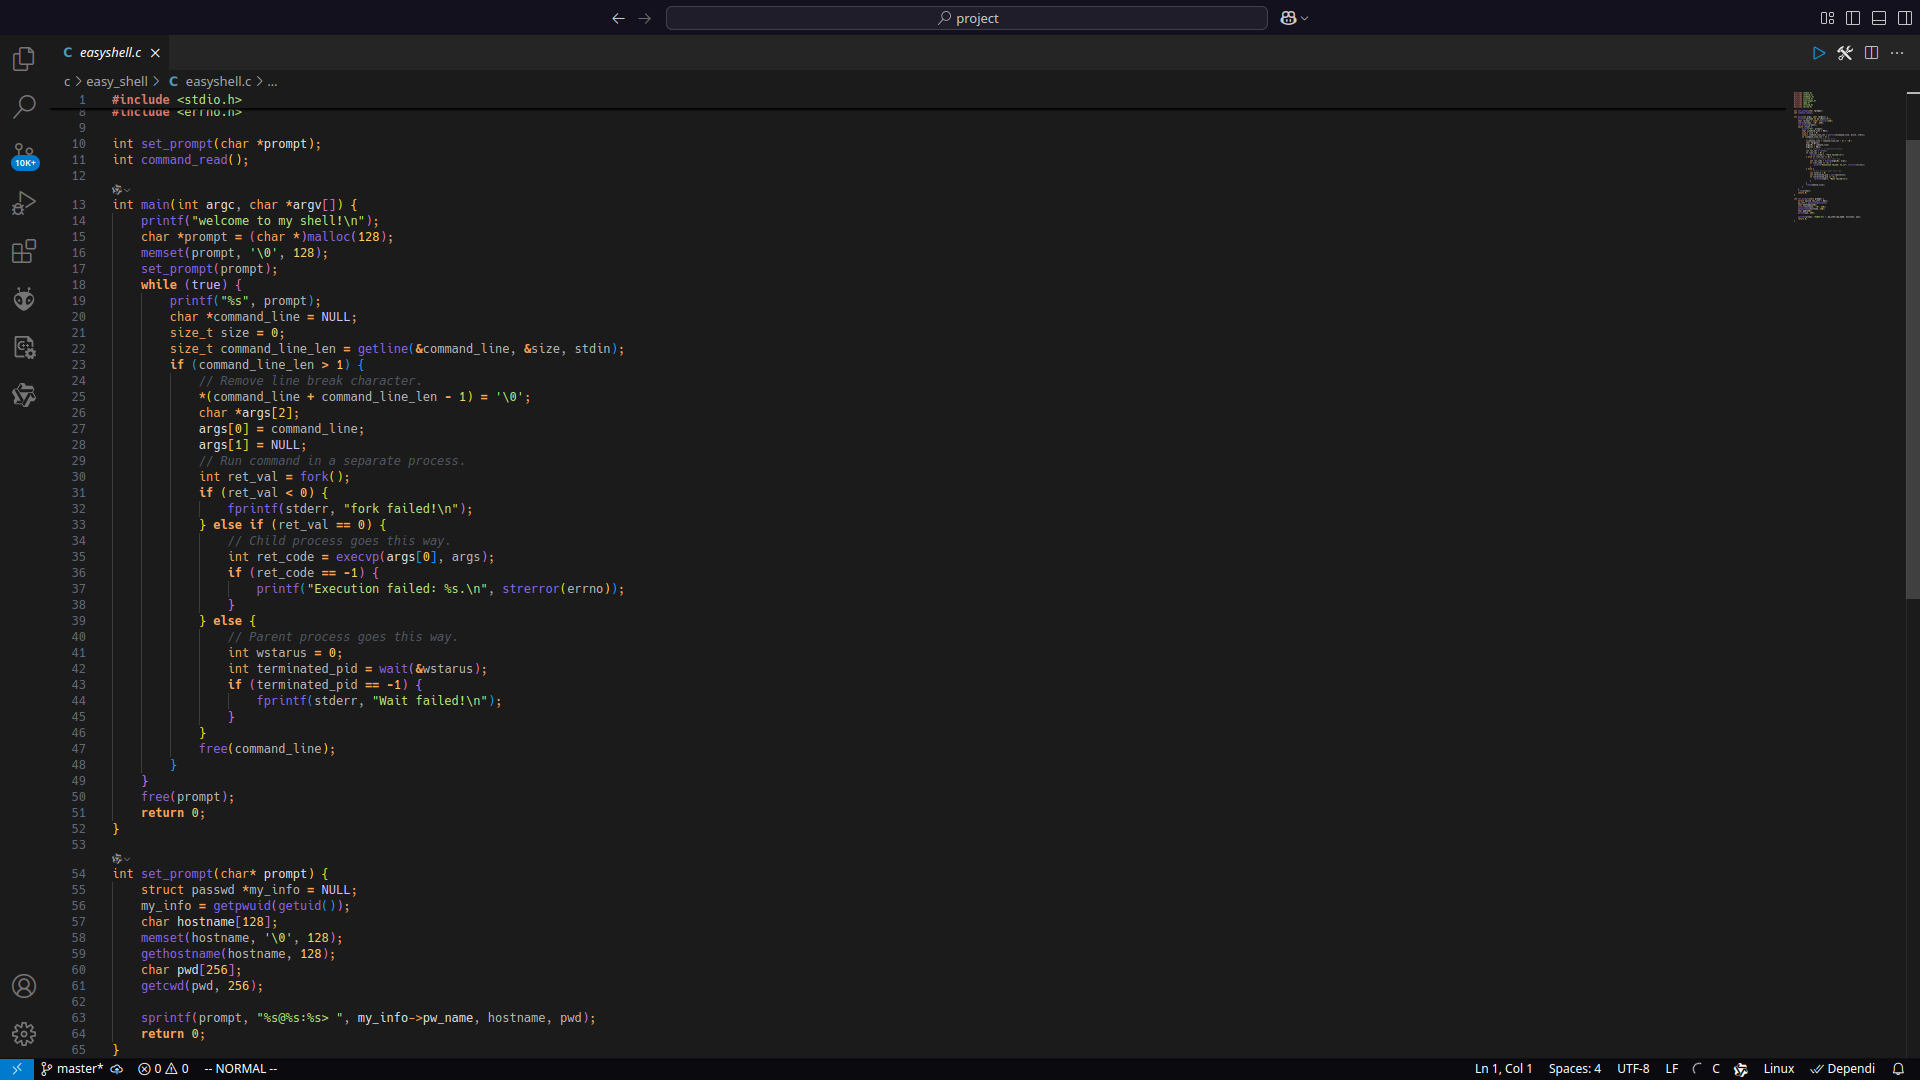 project
C easyshell.c
c > easy_shell > C easyshell.c > ...
1 #include <stdio.h>
8 #include <errno.h>
9
10 int set_prompt(char *prompt);
11 int command_read();
12
13 int main(int argc, char *argv[]) {
14     printf("welcome to my shell!\n");
15     char *prompt = (char *)malloc(128);
16     memset(prompt, '\0', 128);
17     set_prompt(prompt);
18     while (true) {
19         printf("%s", prompt);
20         char *command_line = NULL;
21         size_t size = 0;
22         size_t command_line_len = getline(&command_line, &size, stdin);
23         if (command_line_len > 1) {
24             // Remove line break character.
25             *(command_line + command_line_len - 1) = '\0';
26             char *args[2];
27             args[0] = command_line;
28             args[1] = NULL;
29             // Run command in a separate process.
30             int ret_val = fork();
31             if (ret_val < 0) {
32                 fprintf(stderr, "fork failed!\n");
33             } else if (ret_val == 0) {
34                 // Child process goes this way.
35                 int ret_code = execvp(args[0], args);
36                 if (ret_code == -1) {
37                     printf("Execution failed: %s.\n", strerror(errno));
38                 }
39             } else {
40                 // Parent process goes this way.
41                 int wstarus = 0;
42                 int terminated_pid = wait(&wstarus);
43                 if (terminated_pid == -1) {
44                     fprintf(stderr, "Wait failed!\n");
45                 }
46             }
47             free(command_line);
48         }
49     }
50     free(prompt);
51     return 0;
52 }
53
54 int set_prompt(char* prompt) {
55     struct passwd *my_info = NULL;
56     my_info = getpwuid(getuid());
57     char hostname[128];
58     memset(hostname, '\0', 128);
59     gethostname(hostname, 128);
60     char pwd[256];
61     getcwd(pwd, 256);
62
63     sprintf(prompt, "%s@%s:%s> ", my_info->pw_name, hostname, pwd);
64     return 0;
65 }
10K+
master* 0 0 -- NORMAL -- Ln 1, Col 1 Spaces: 4 UTF-8 LF C Linux Dependi